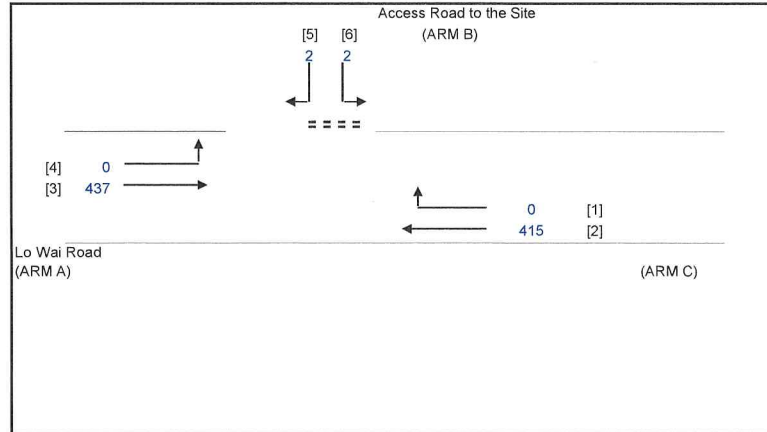 Access Road to the Site
[5] [6] (ARM B)
2 2
[4] 0
[3] 437
0 [1]
415 [2]
Lo Wai Road
(ARM A) (ARM C)